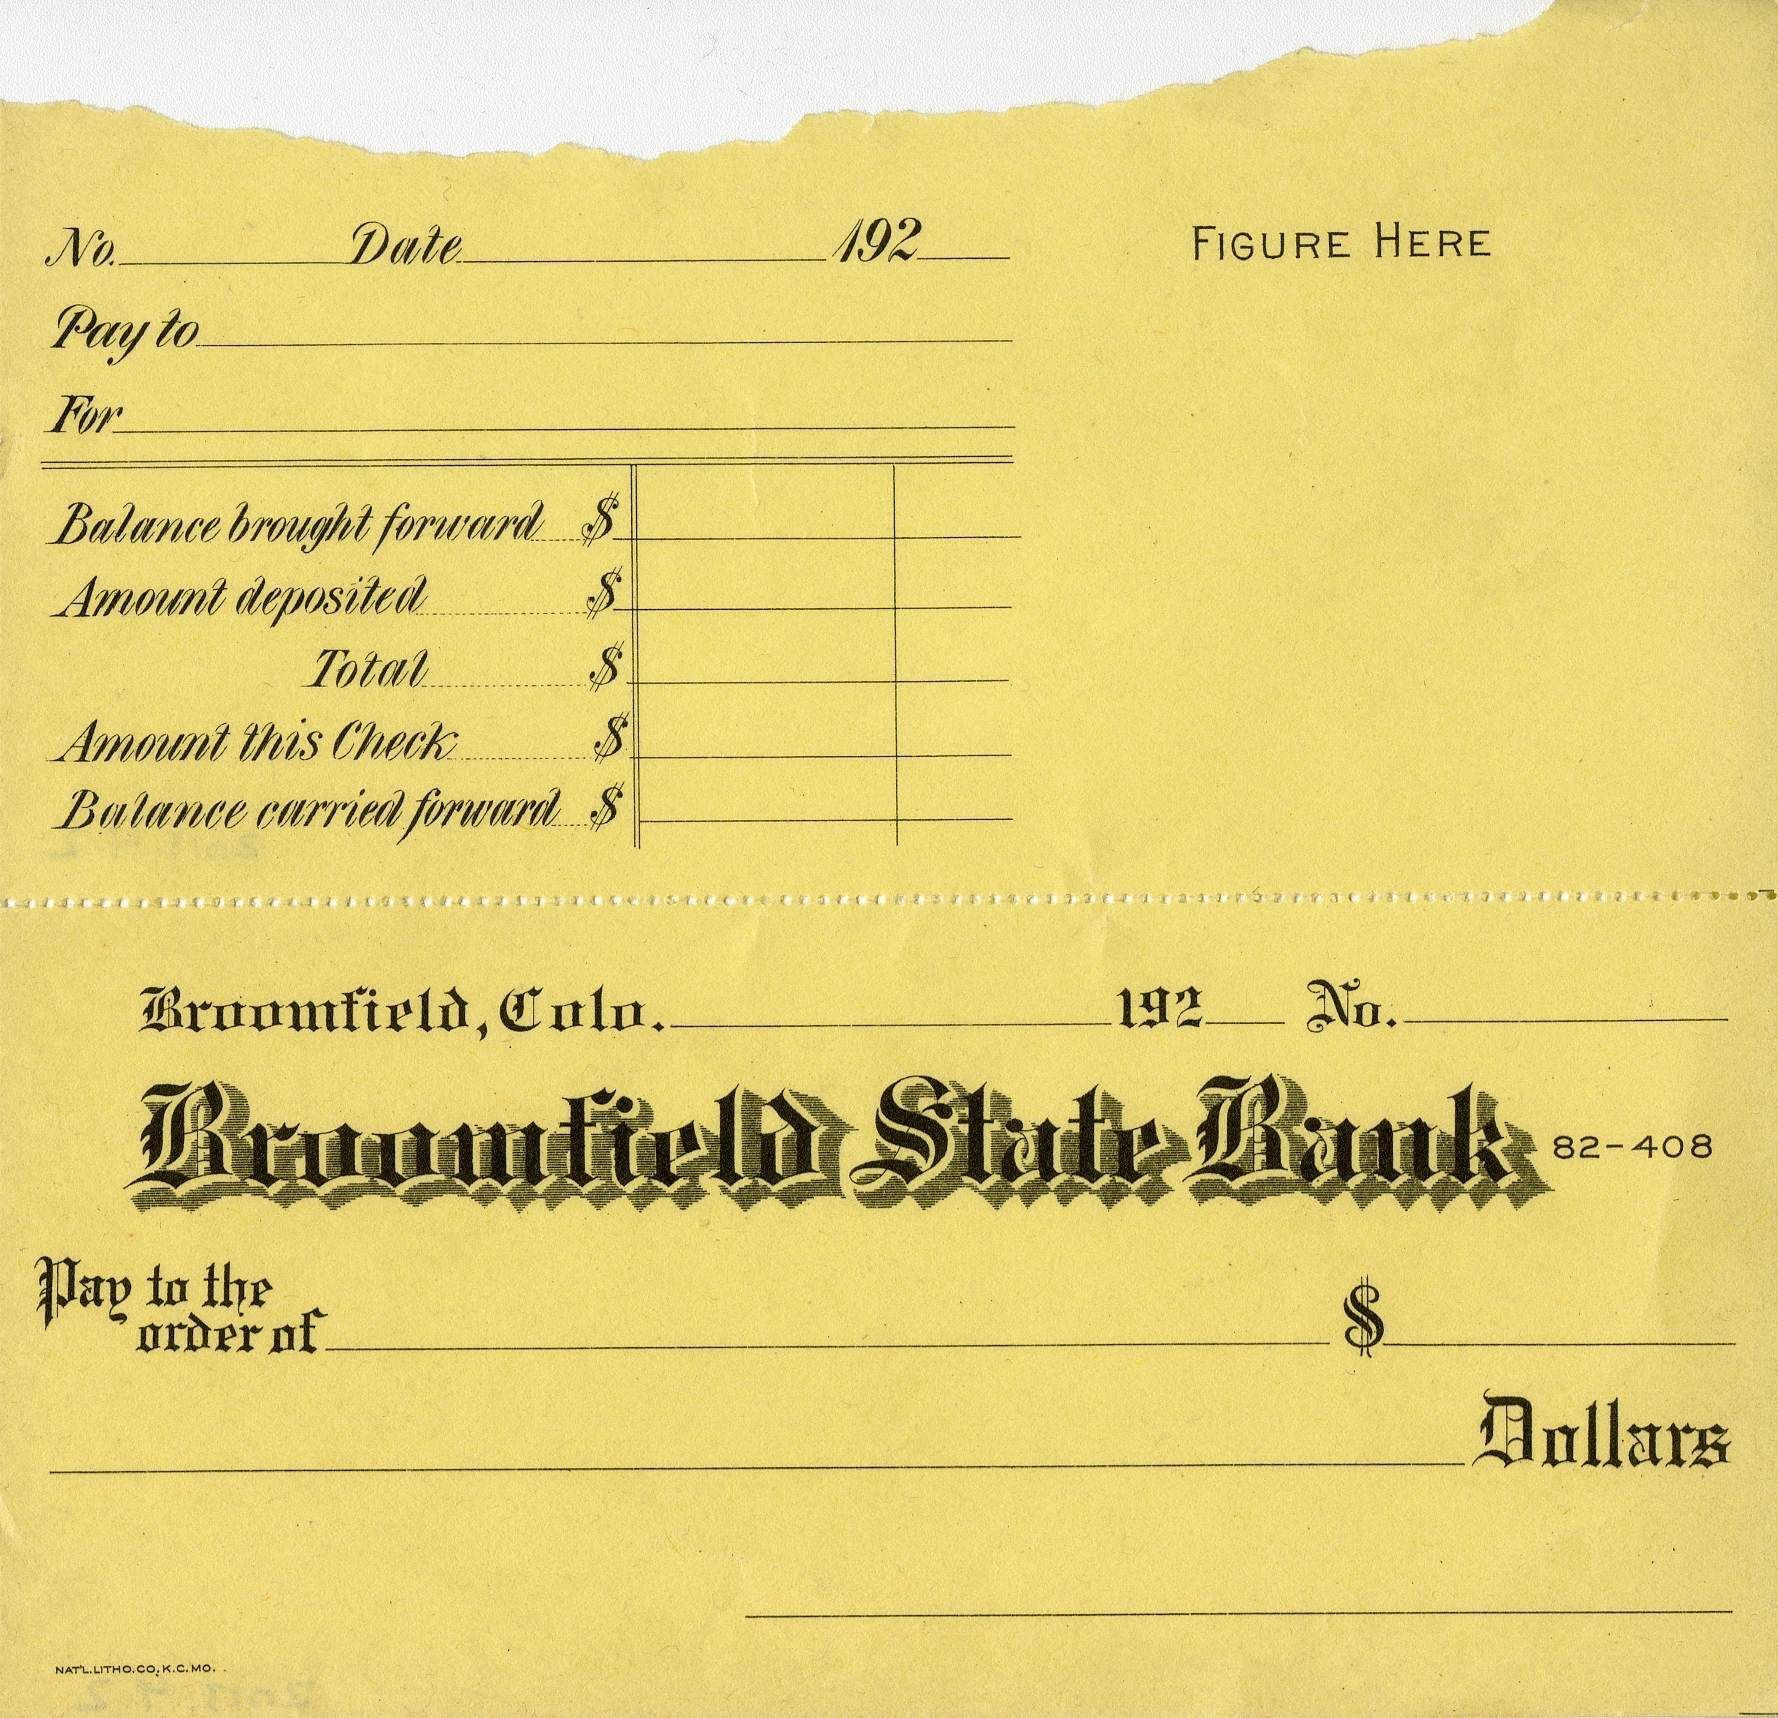 No. Date 192
FIGURE HERE
Pay to
For
Balance brought forward $
Amount deposited $
Total $
Amount this Check $
Balance carried forward $
Broomfield, Colo. 192 No.
Broomfield State Bank 82-408
Pay to the
order of $
Dollars
NAT'L.LITHO.CO.K.C.MO.